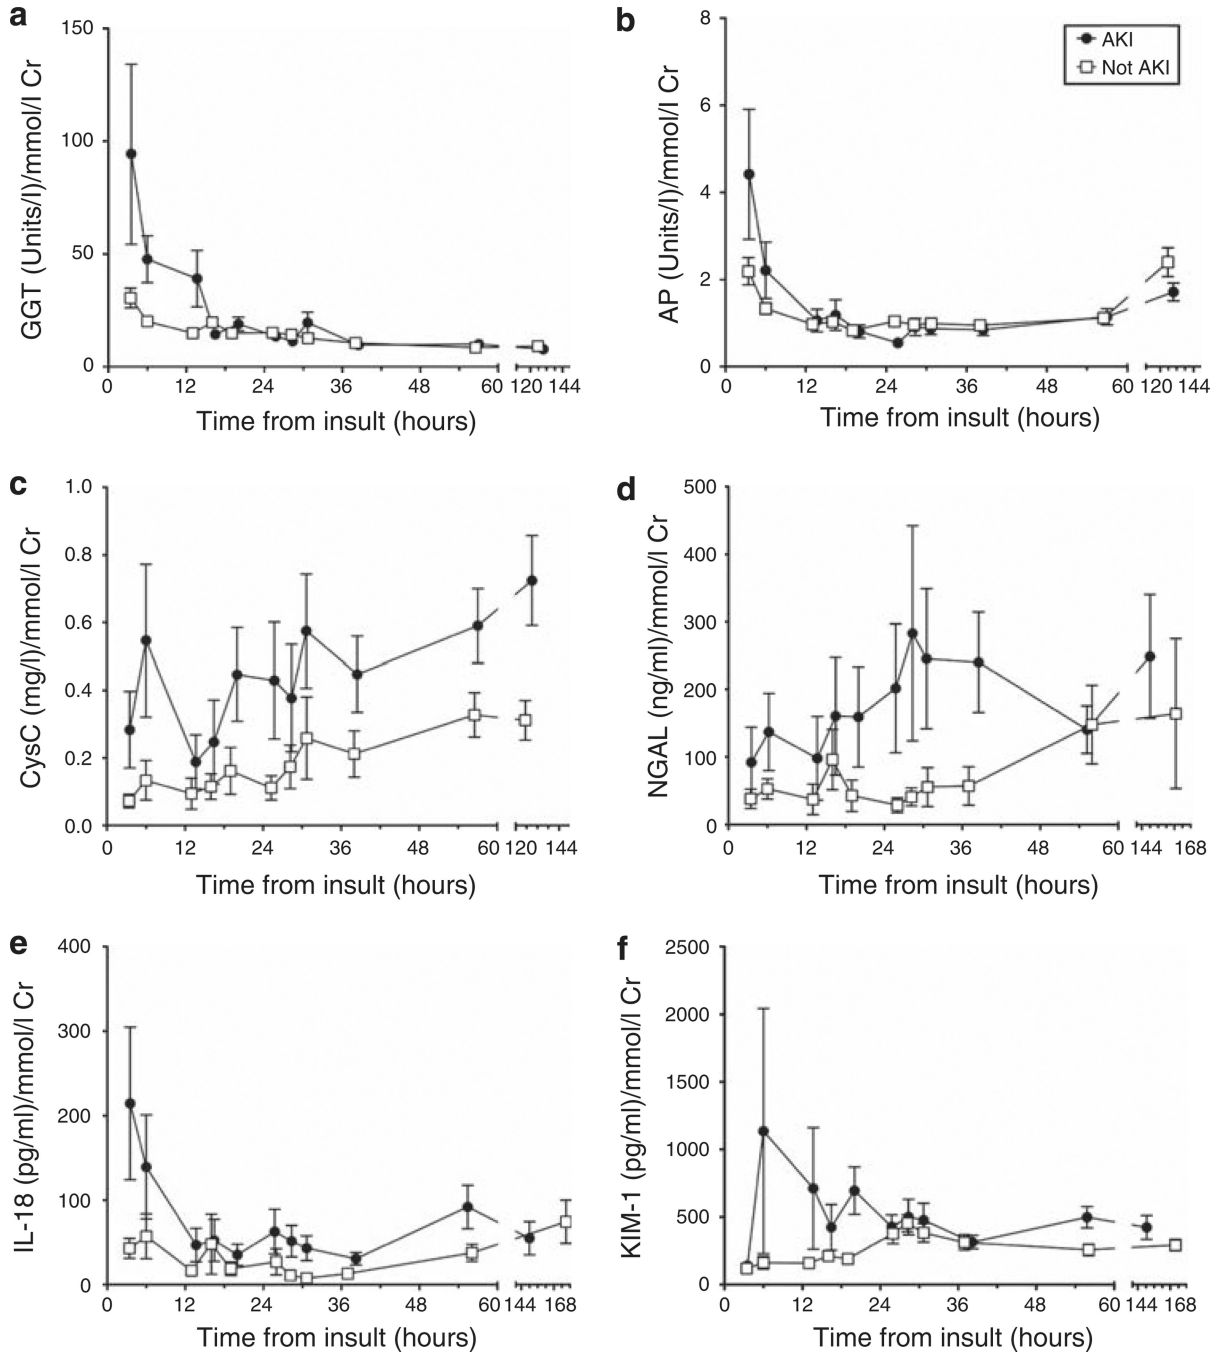 a
150
100
50
0
GGT (Units/l)/mmol/l Cr
0 12 24 36 48 60 120 144
Time from insult (hours)
b
8
6
4
2
0
AP (Units/l)/mmol/l Cr
AKI
Not AKI
0 12 24 36 48 60 120 144
Time from insult (hours)
c
1.0
0.8
0.6
0.4
0.2
0.0
CysC (mg/l)/mmol/l Cr
0 12 24 36 48 60 120 144
Time from insult (hours)
d
500
400
300
200
100
0
NGAL (ng/ml)/mmol/l Cr
0 12 24 36 48 60 144 168
Time from insult (hours)
e
400
300
200
100
0
IL-18 (pg/ml)/mmol/l Cr
0 12 24 36 48 60 144 168
Time from insult (hours)
f
2500
2000
1500
1000
500
0
KIM-1 (pg/ml)/mmol/l Cr
0 12 24 36 48 60 144 168
Time from insult (hours)